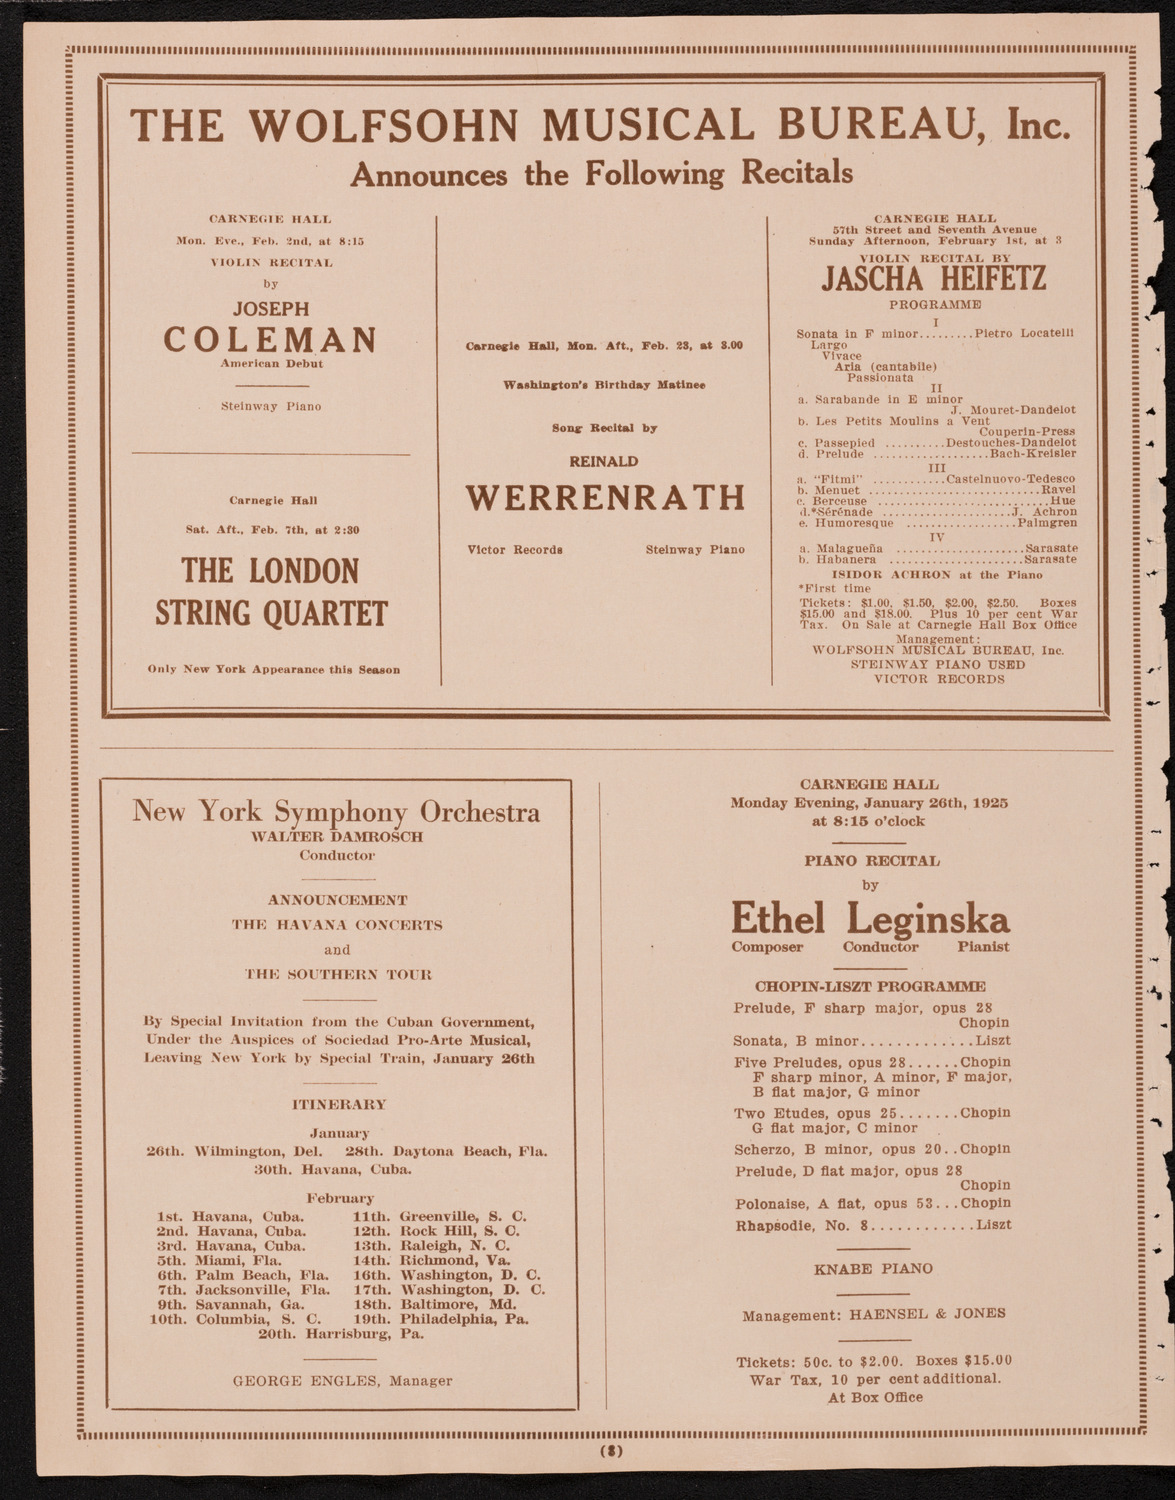 THE WOLFSOHN MUSICAL BUREAU, Inc.
Announces the Following Recitals
CARNEGIE HALL
Mon. Eve., Feb. 2nd, at 8:15
VIOLIN RECITAL
by
JOSEPH
COLEMAN
American Debut
Steinway Piano
Carnegie Hall
Sat. Aft., Feb. 7th, at 2:30
THE LONDON
STRING QUARTET
Only New York Appearance this Season
Carnegie Hall, Mon. Aft., Feb. 23, at 3.00
Washington's Birthday Matinee
Song Recital by
REINALD
WERRENRATH
Victor Records Steinway Piano
CARNEGIE HALL
57th Street and Seventh Avenue
Sunday Afternoon, February 1st, at 3
VIOLIN RECITAL BY
JASCHA HEIFETZ
PROGRAMME
I
Sonata in F minor.........Pietro Locatelli
Largo
Vivace
Aria (cantabile)
Passionata
II
a. Sarabande in E minor
J. Mouret-Dandelot
b. Les Petits Moulins a Vent
Couperin-Press
c. Passepied ..........Destouches-Dandelot
d. Prelude ...................Bach-Kreisler
III
a. "Fitmi" ............Castelnuovo-Tedesco
b. Menuet ............................Ravel
c. Berceuse ............................Hue
d.*Sérénade .....................J. Achron
e. Humoresque ..................Palmgren
IV
a. Malagueña .....................Sarasate
b. Habanera ......................Sarasate
ISIDOR ACHRON at the Piano
*First time
Tickets: $1.00, $1.50, $2.00, $2.50. Boxes
$15.00 and $18.00. Plus 10 per cent War
Tax. On Sale at Carnegie Hall Box Office
Management:
WOLFSOHN MUSICAL BUREAU, Inc.
STEINWAY PIANO USED
VICTOR RECORDS
New York Symphony Orchestra
WALTER DAMROSCH
Conductor
ANNOUNCEMENT
THE HAVANA CONCERTS
and
THE SOUTHERN TOUR
By Special Invitation from the Cuban Government,
Under the Auspices of Sociedad Pro-Arte Musical,
Leaving New York by Special Train, January 26th
ITINERARY
January
26th. Wilmington, Del. 28th. Daytona Beach, Fla.
30th. Havana, Cuba.
February
1st. Havana, Cuba. 11th. Greenville, S. C.
2nd. Havana, Cuba. 12th. Rock Hill, S. C.
3rd. Havana, Cuba. 13th. Raleigh, N. C.
5th. Miami, Fla. 14th. Richmond, Va.
6th. Palm Beach, Fla. 16th. Washington, D. C.
7th. Jacksonville, Fla. 17th. Washington, D. C.
9th. Savannah, Ga. 18th. Baltimore, Md.
10th. Columbia, S. C. 19th. Philadelphia, Pa.
20th. Harrisburg, Pa.
GEORGE ENGLES, Manager
CARNEGIE HALL
Monday Evening, January 26th, 1925
at 8:15 o'clock
PIANO RECITAL
by
Ethel Leginska
Composer Conductor Pianist
CHOPIN-LISZT PROGRAMME
Prelude, F sharp major, opus 28
Chopin
Sonata, B minor.............Liszt
Five Preludes, opus 28......Chopin
F sharp minor, A minor, F major,
B flat major, G minor
Two Etudes, opus 25.......Chopin
G flat major, C minor
Scherzo, B minor, opus 20..Chopin
Prelude, D flat major, opus 28
Chopin
Polonaise, A flat, opus 53...Chopin
Rhapsodie, No. 8............Liszt
KNABE PIANO
Management: HAENSEL & JONES
Tickets: 50c. to $2.00. Boxes $15.00
War Tax, 10 per cent additional.
At Box Office
(8)